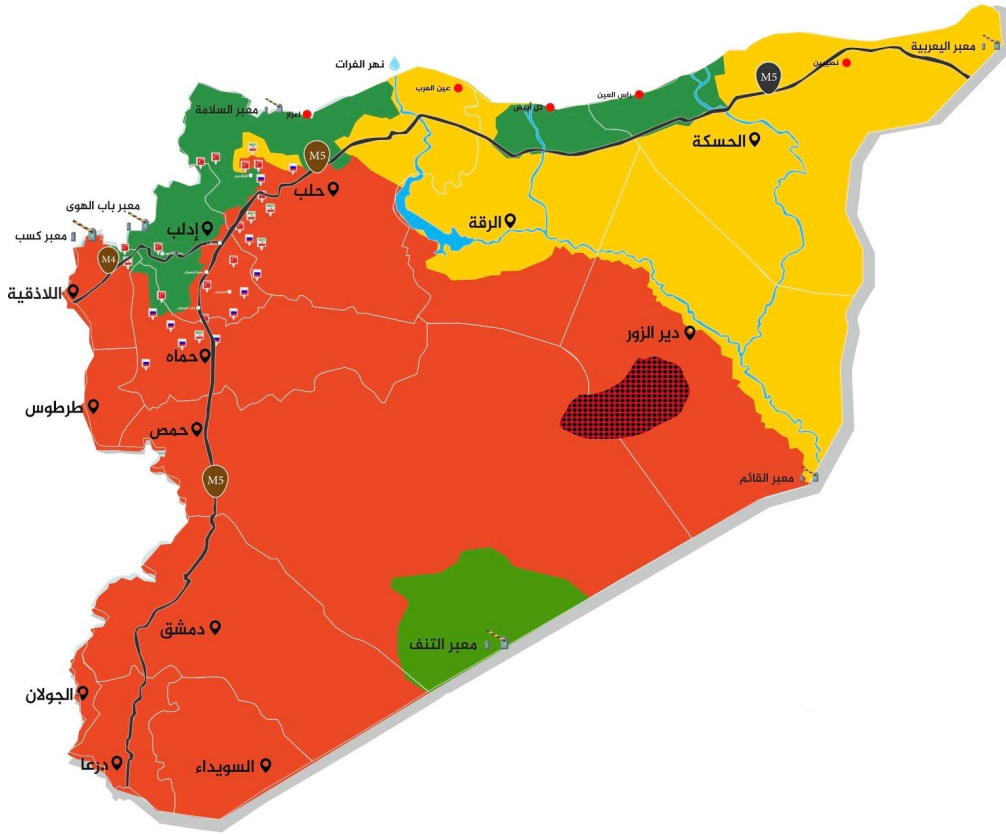 معبر اليعربية
نصيبين
M5
نهر الفرات
عين العرب
راس العين
تل أبيض
معبر السلامة
اعزاز
الحسكة
M5
حلب
الرقة
معبر باب الهوى
إدلب
معبر كسب
M4
اللاذقية
دير الزور
حماه
طرطوس
حمص
معبر القائم
M5
دمشق
معبر التنف
الجولان
درعا
السويداء